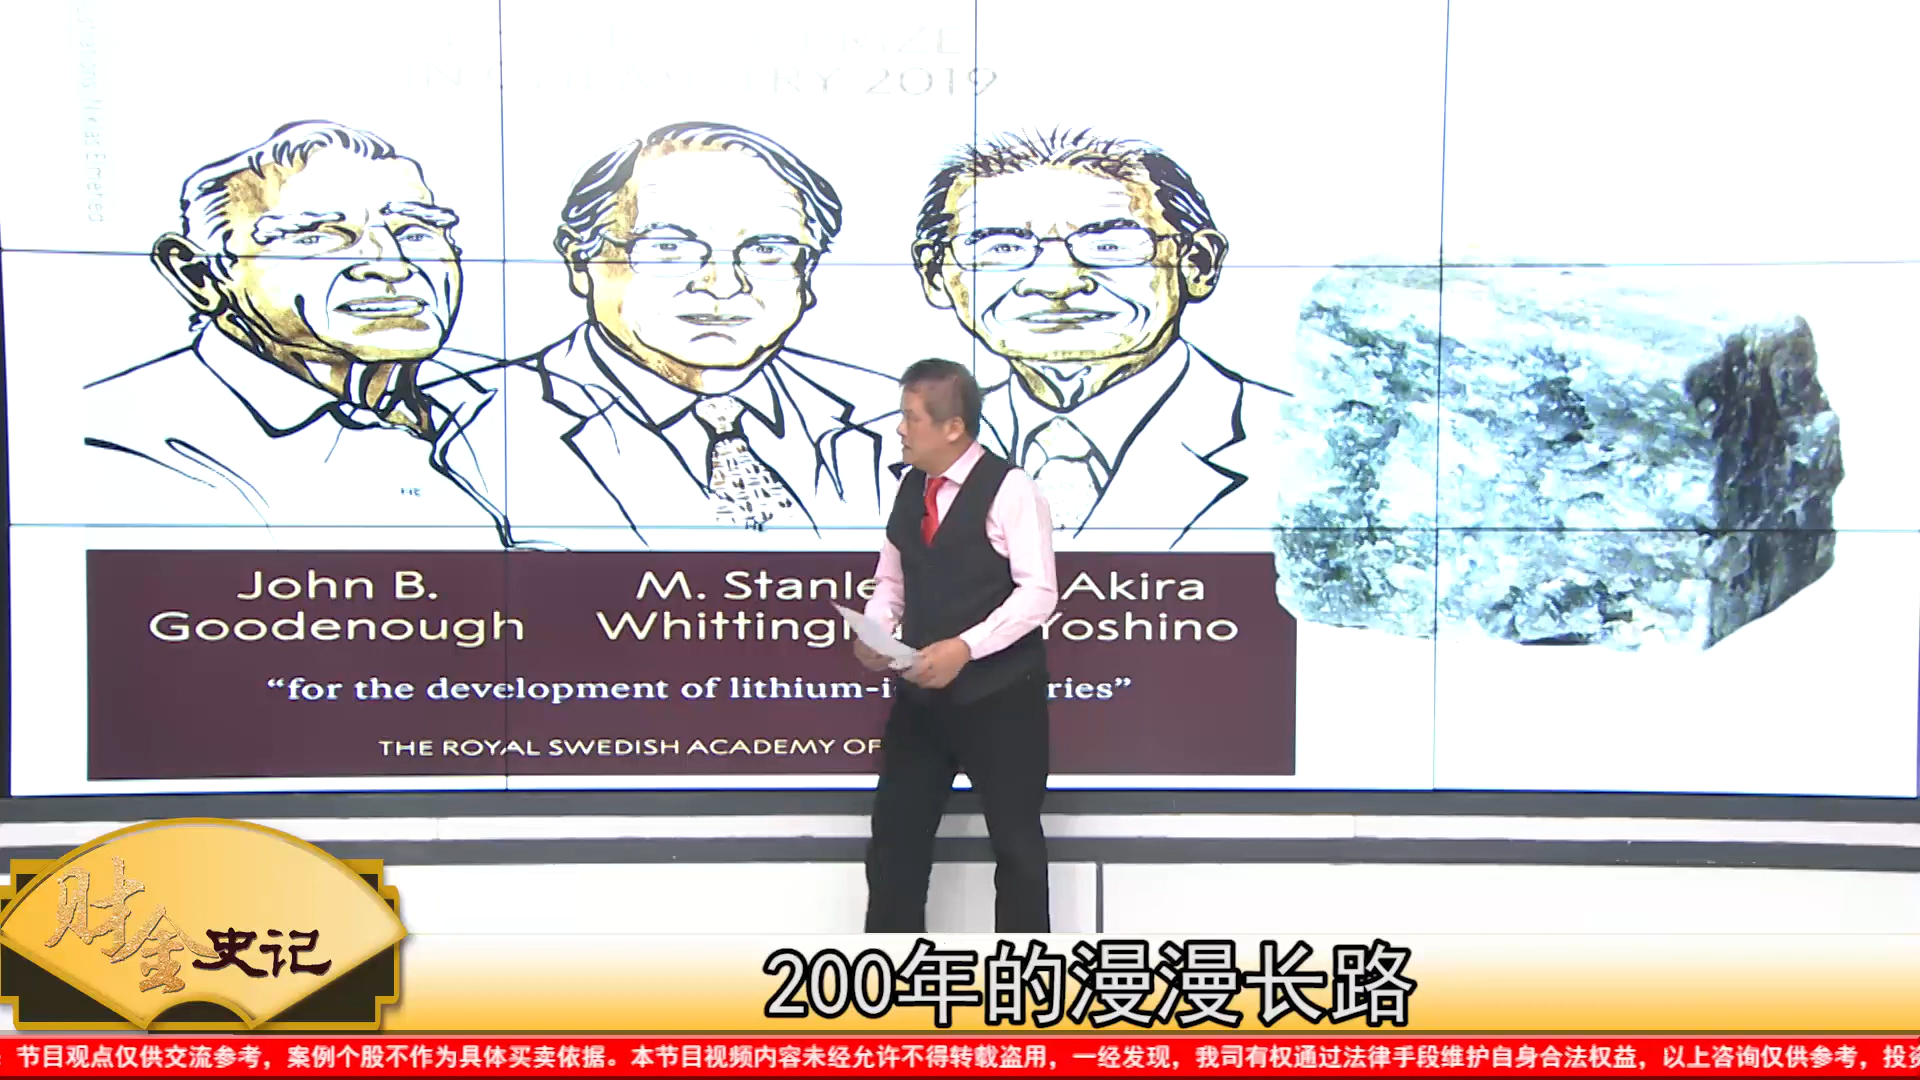 2019
John B.
Goodenough
M. Stanle
Whittingh
Akira
Yoshino
“for the development of lithium-i
ries”
THE ROYAL SWEDISH ACADEMY OF
财金史记
200年的漫漫长路
节目观点仅供交流参考，案例个股不作为具体买卖依据。本节目视频内容未经允许不得转载盗用，一经发现，我司有权通过法律手段维护自身合法权益，以上咨询仅供参考，投资